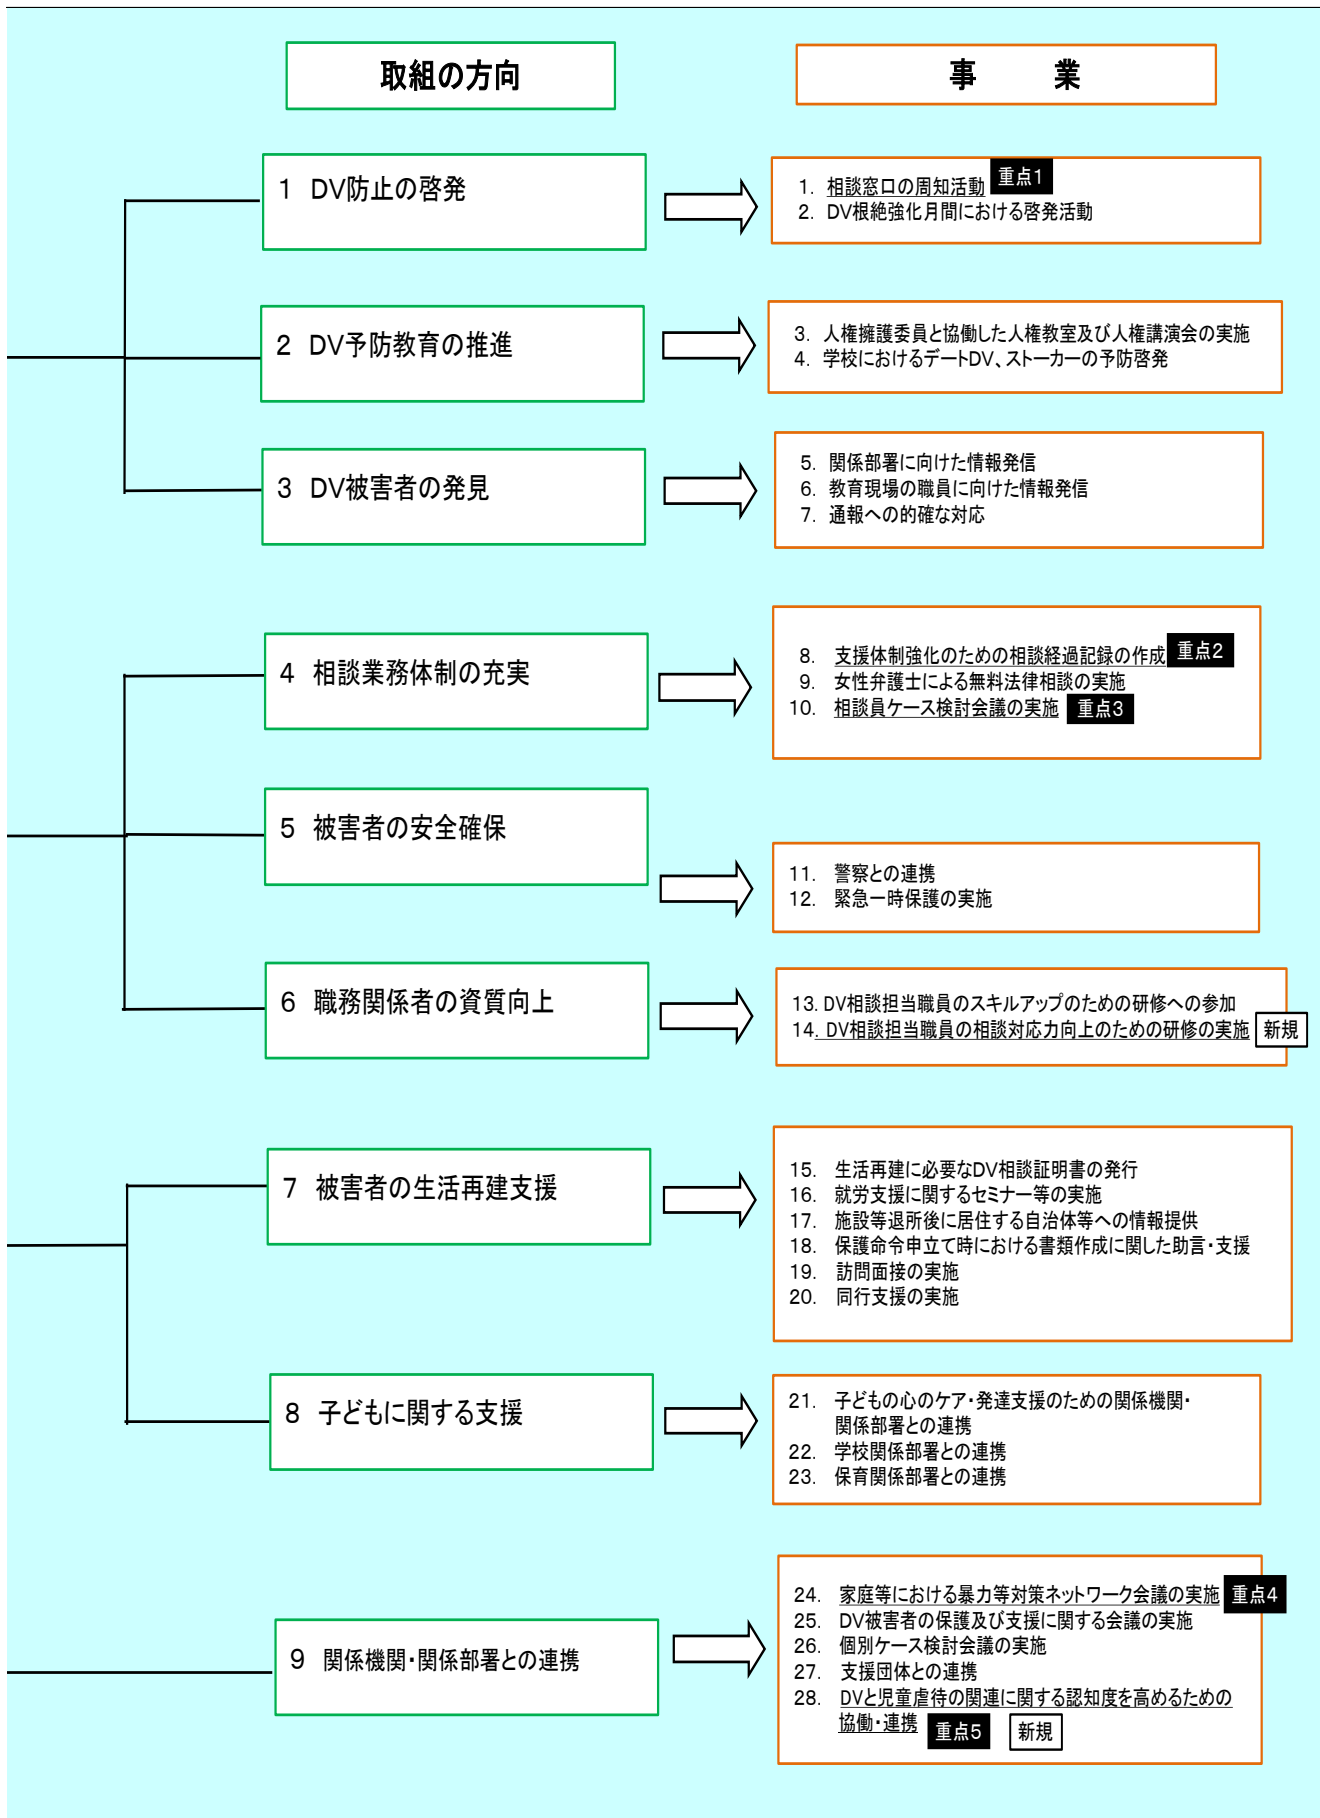 取組の方向
事　業
1 DV防止の啓発
1. 相談窓口の周知活動 重点1
2. DV根絶強化月間における啓発活動
2 DV予防教育の推進
3. 人権擁護委員と協働した人権教室及び人権講演会の実施
4. 学校におけるデートDV、ストーカーの予防啓発
3 DV被害者の発見
5. 関係部署に向けた情報発信
6. 教育現場の職員に向けた情報発信
7. 通報への的確な対応
4 相談業務体制の充実
8. 支援体制強化のための相談経過記録の作成 重点2
9. 女性弁護士による無料法律相談の実施
10. 相談員ケース検討会議の実施 重点3
5 被害者の安全確保
11. 警察との連携
12. 緊急一時保護の実施
6 職務関係者の資質向上
13. DV相談担当職員のスキルアップのための研修への参加
14. DV相談担当職員の相談対応力向上のための研修の実施 新規
7 被害者の生活再建支援
15. 生活再建に必要なDV相談証明書の発行
16. 就労支援に関するセミナー等の実施
17. 施設等退所後に居住する自治体等への情報提供
18. 保護命令申立て時における書類作成に関した助言・支援
19. 訪問面接の実施
20. 同行支援の実施
8 子どもに関する支援
21. 子どもの心のケア・発達支援のための関係機関・
関係部署との連携
22. 学校関係部署との連携
23. 保育関係部署との連携
9 関係機関・関係部署との連携
24. 家庭等における暴力等対策ネットワーク会議の実施 重点4
25. DV被害者の保護及び支援に関する会議の実施
26. 個別ケース検討会議の実施
27. 支援団体との連携
28. DVと児童虐待の関連に関する認知度を高めるための
協働・連携 重点5 新規